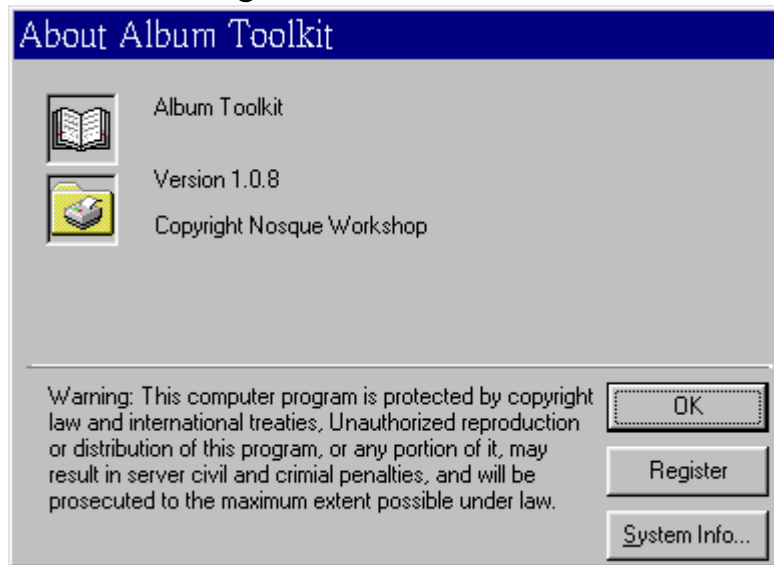 About Album Toolkit
Album Toolkit
Version 1.0.8
Copyright Nosque Workshop
Warning: This computer program is protected by copyright
law and international treaties, Unauthorized reproduction
or distribution of this program, or any portion of it, may
result in server civil and crimial penalties, and will be
prosecuted to the maximum extent possible under law.
OK
Register
System Info...